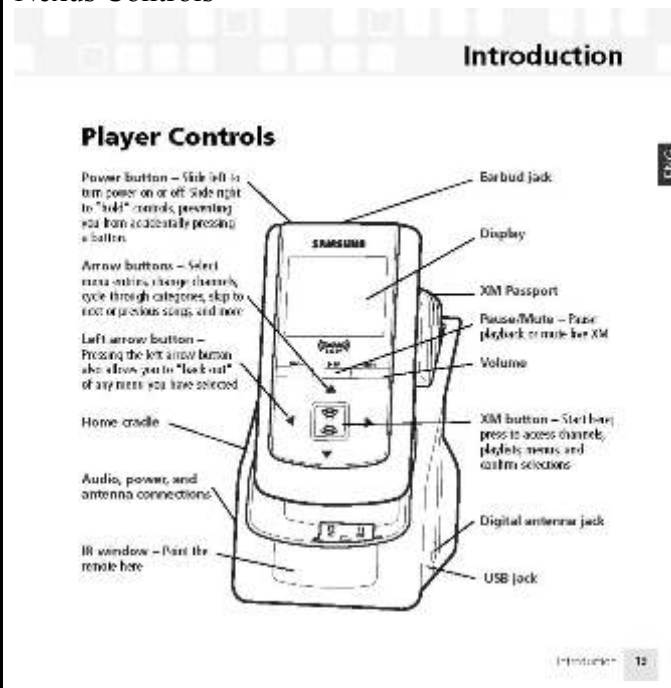 Nexus Controls
Introduction
Player Controls
Power button – Slide left to
turn power on or off. Slide right
to "hold" controls, preventing
you from accidentally pressing
a button.
Arrow buttons – Select
menu entries, change channels,
cycle through categories, skip to
next or previous songs, and more
Left arrow button –
Pressing the left arrow button
also allows you to "back out"
of any menu you have selected
Home cradle
Audio, power, and
antenna connections
IR window – Point the
remote here
SAMSUNG
Earbud jack
Display
XM Passport
Pause/Mute – Pause
playback or mute live XM
Volume
XM button – Start here;
press to access channels,
playlists, menus, and
confirm selections
Digital antenna jack
USB jack
ENG
Introduction